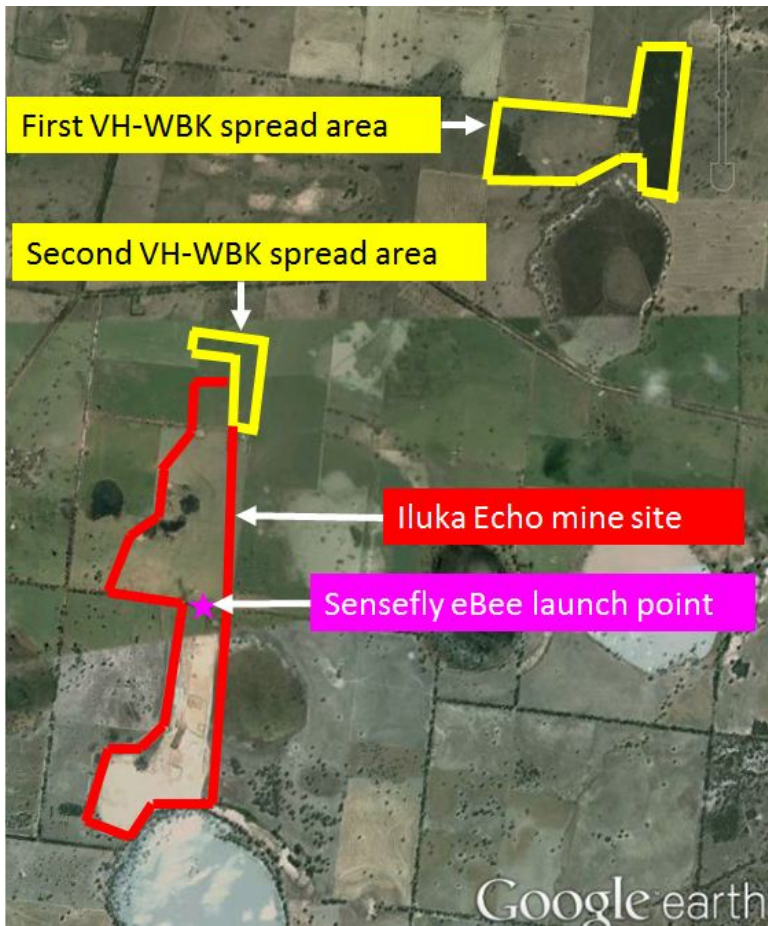 First VH-WBK spread area
Second VH-WBK spread area
Iluka Echo mine site
Sensefly eBee launch point
Google earth